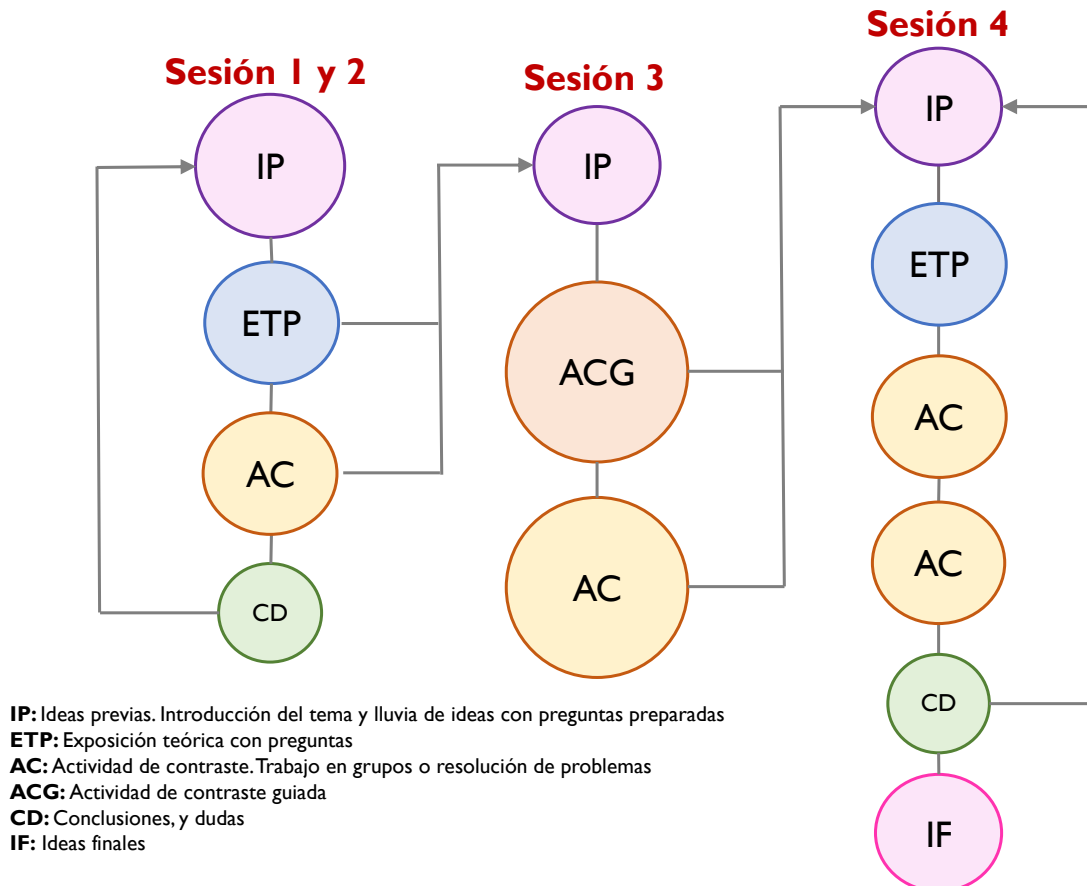 Sesión 1 y 2
IP
ETP
AC
CD
Sesión 3
IP
ACG
AC
Sesión 4
IP
ETP
AC
AC
CD
IF
IP: Ideas previas. Introducción del tema y lluvia de ideas con preguntas preparadas
ETP: Exposición teórica con preguntas
AC: Actividad de contraste. Trabajo en grupos o resolución de problemas
ACG: Actividad de contraste guiada
CD: Conclusiones, y dudas
IF: Ideas finales